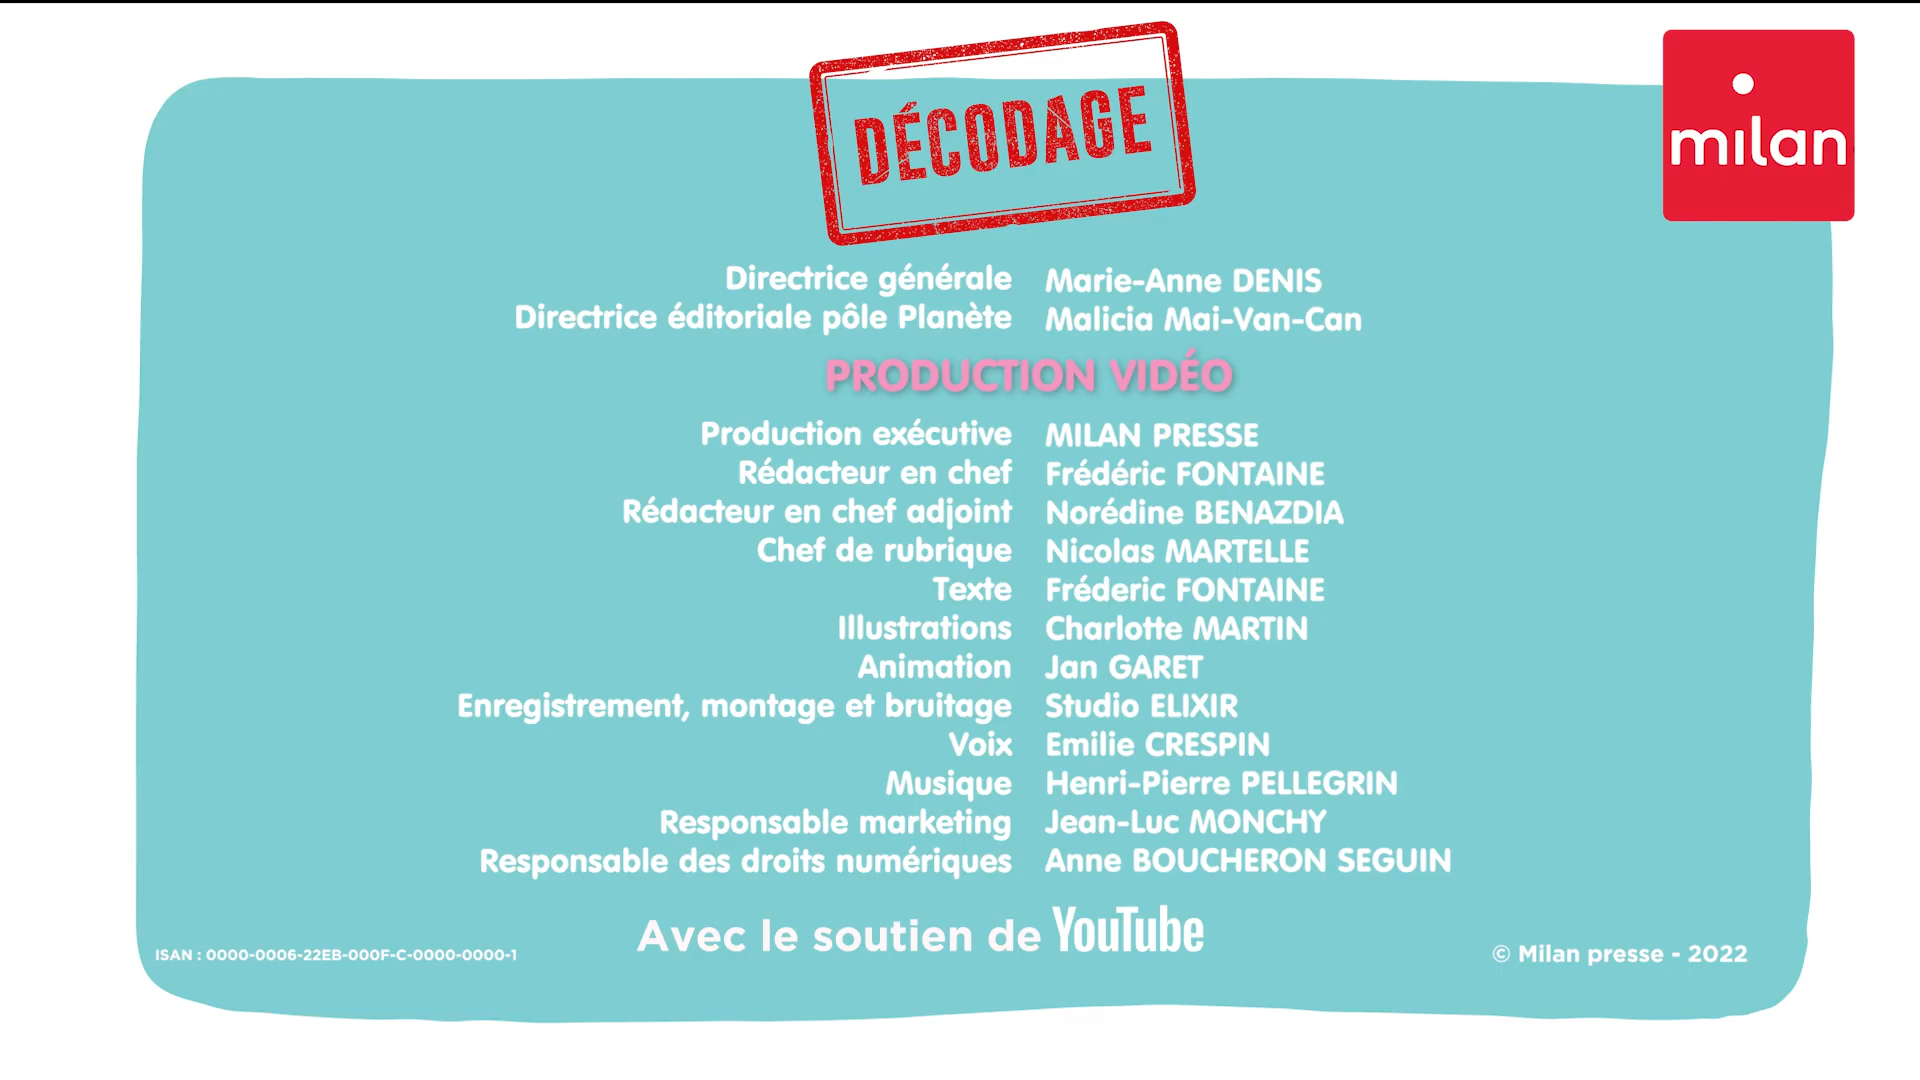 DÉCODAGE
milan
Directrice générale Marie-Anne DENIS
Directrice éditoriale pôle Planète Malicia Mai-Van-Can
PRODUCTION VIDÉO
Production exécutive MILAN PRESSE
Rédacteur en chef Frédéric FONTAINE
Rédacteur en chef adjoint Norédine BENAZDIA
Chef de rubrique Nicolas MARTELLE
Texte Fréderic FONTAINE
Illustrations Charlotte MARTIN
Animation Jan GARET
Enregistrement, montage et bruitage Studio ELIXIR
Voix Emilie CRESPIN
Musique Henri-Pierre PELLEGRIN
Responsable marketing Jean-Luc MONCHY
Responsable des droits numériques Anne BOUCHERON SEGUIN
Avec le soutien de YouTube
ISAN : 0000-0006-22EB-000F-C-0000-0000-1
© Milan presse - 2022